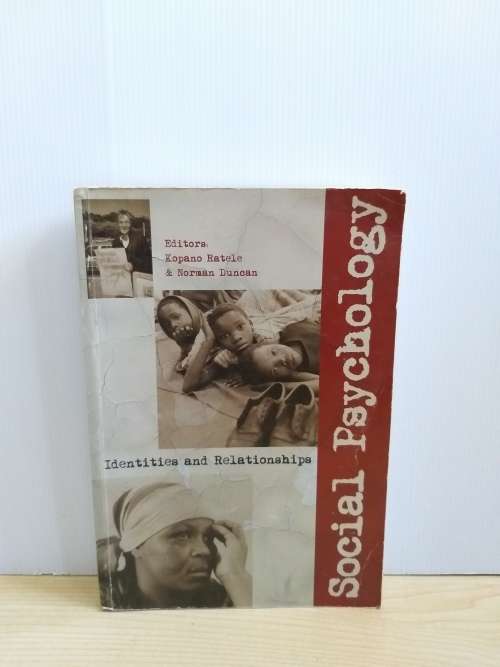 Editors:
Kopano Ratele
& Norman Duncan
Identities and Relationships
Social Psychology